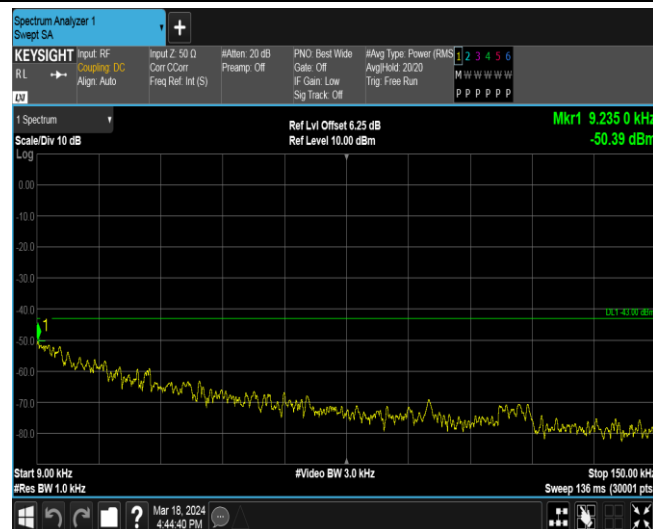 Spectrum Analyzer 1
Swept SA
+
KEYSIGHT
RL
LXI
Input: RF
Coupling: DC
Align: Auto
Input Z: 50 Ω
Corr CCorr
Freq Ref: Int (S)
#Atten: 20 dB
Preamp: Off
PNO: Best Wide
Gate: Off
IF Gain: Low
Sig Track: Off
#Avg Type: Power (RMS
Avg|Hold: 20/20
Trig: Free Run
1 2 3 4 5 6
M W W W W W
P P P P P P
1 Spectrum
Scale/Div 10 dB
Ref Lvl Offset 6.25 dB
Ref Level 10.00 dBm
Mkr1 9.235 0 kHz
-50.39 dBm
Log
0.00
-10.0
-20.0
-30.0
-40.0
-50.0
-60.0
-70.0
-80.0
1
DL1 -43.00 dBm
Start 9.00 kHz
#Res BW 1.0 kHz
#Video BW 3.0 kHz
Stop 150.00 kHz
Sweep 136 ms (30001 pts
?
Mar 18, 2024
4:44:40 PM